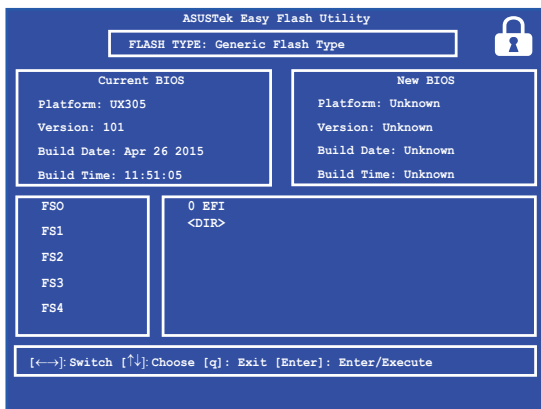 ASUSTek Easy Flash Utility
FLASH TYPE: Generic Flash Type
Current BIOS
Platform: UX305
Version: 101
Build Date: Apr 26 2015
Build Time: 11:51:05
New BIOS
Platform: Unknown
Version: Unknown
Build Date: Unknown
Build Time: Unknown
FSO
FS1
FS2
FS3
FS4
0 EFI
<DIR>
[←→]: Switch [↑↓]: Choose [q]: Exit [Enter]: Enter/Execute